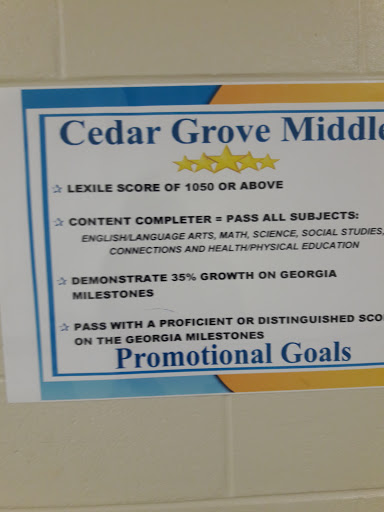 Cedar Grove Middle
LEXILE SCORE OF 1050 OR ABOVE
CONTENT COMPLETER = PASS ALL SUBJECTS:
ENGLISH/LANGUAGE ARTS, MATH, SCIENCE, SOCIAL STUDIES,
CONNECTIONS AND HEALTH/PHYSICAL EDUCATION
DEMONSTRATE 35% GROWTH ON GEORGIA
MILESTONES
PASS WITH A PROFICIENT OR DISTINGUISHED SCO
ON THE GEORGIA MILESTONES
Promotional Goals